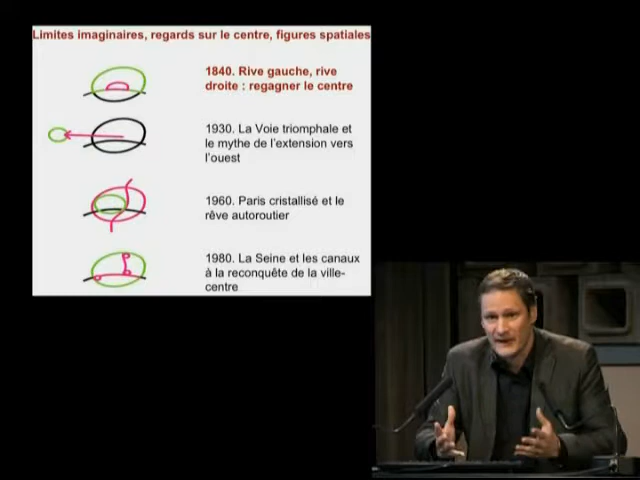 Limites imaginaires, regards sur le centre, figures spatiales
1840. Rive gauche, rive
droite : regagner le centre
1930. La Voie triomphale et
le mythe de l'extension vers
l'ouest
1960. Paris cristallisé et le
rêve autoroutier
1980. La Seine et les canaux
à la reconquête de la ville-
centre